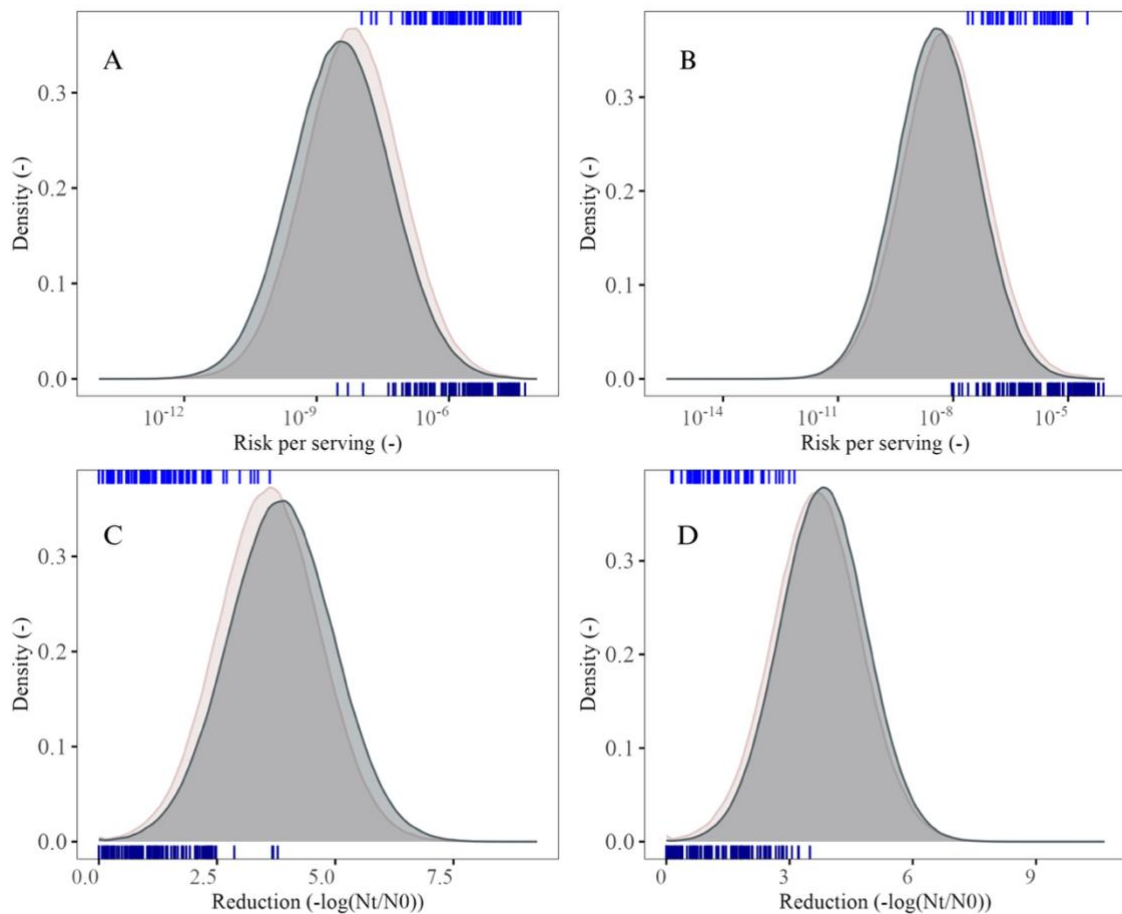 A
B
Density (-)
0.3
0.2
0.1
0.0
10-12
10-9
10-6
Risk per serving (-)
Density (-)
0.3
0.2
0.1
0.0
10-14
10-11
10-8
10-5
Risk per serving (-)
C
D
Density (-)
0.3
0.2
0.1
0.0
0.0
2.5
5.0
7.5
Reduction (-log(Nt/N0))
Density (-)
0.3
0.2
0.1
0.0
0
3
6
9
Reduction (-log(Nt/N0))